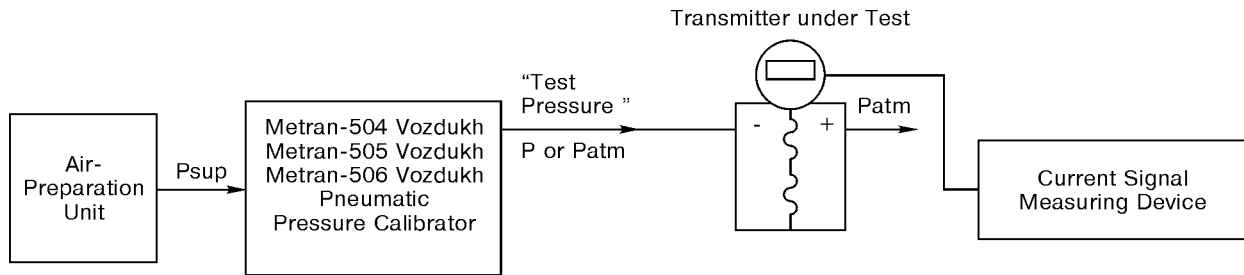 Transmitter under Test
"Test
Pressure "
P or Patm
Air-
Preparation
Unit
Psup
Metran-504 Vozdukh
Metran-505 Vozdukh
Metran-506 Vozdukh
Pneumatic
Pressure Calibrator
-
+
Patm
Current Signal
Measuring Device